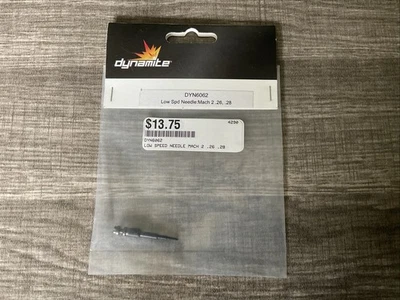 dynamite
DYN6062
Low Spd Needle:Mach 2 .26, .28
$13.75
4296
DYN6062
LOW SPEED NEEDLE MACH 2 .26 .28